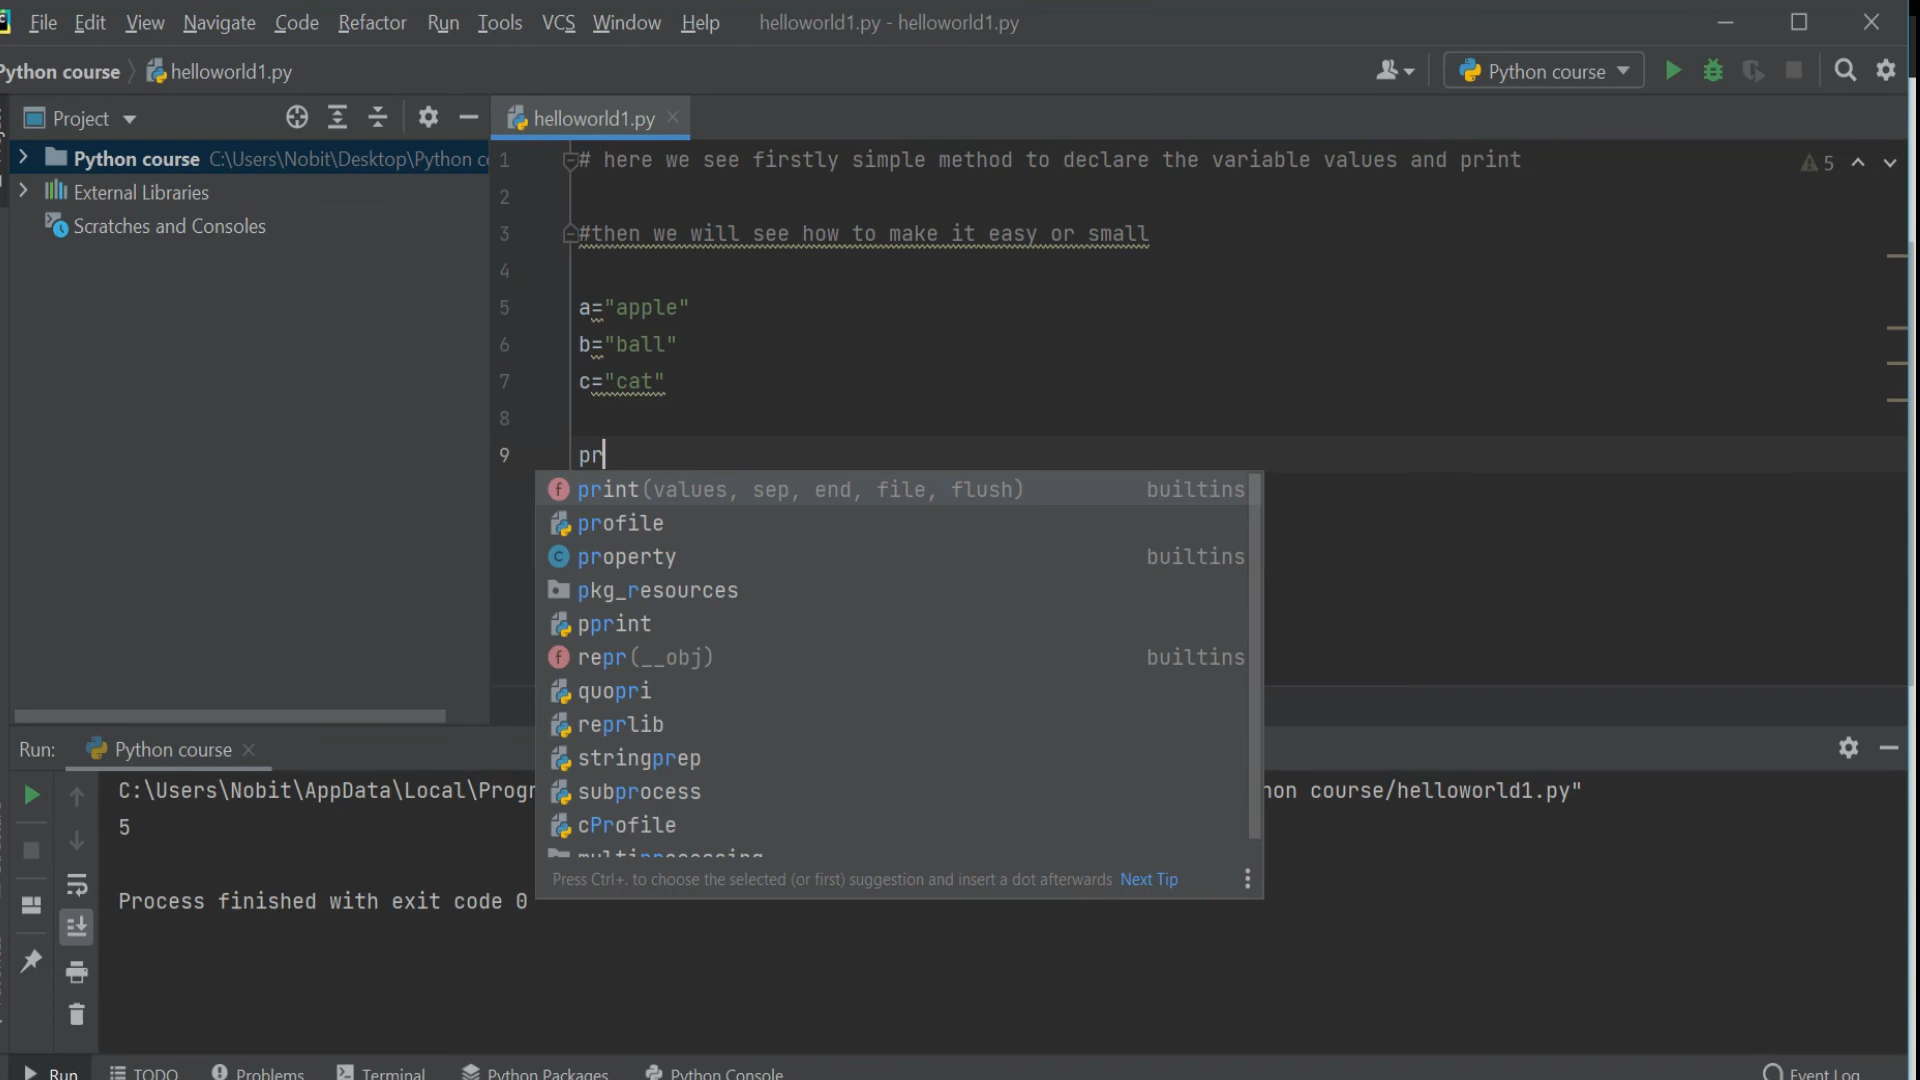 File Edit View Navigate Code Refactor Run Tools VCS Window Help helloworld1.py - helloworld1.py
Python course helloworld1.py Python course
Project helloworld1.py
Python course C:\Users\Nobit\Desktop\Python c
External Libraries
Scratches and Consoles
1 # here we see firstly simple method to declare the variable values and print 5
2
3 #then we will see how to make it easy or small
4
5 a="apple"
6 b="ball"
7 c="cat"
8
9 pr
print(values, sep, end, file, flush) builtins
profile
property builtins
pkg_resources
pprint
repr(__obj) builtins
quopri
reprlib
stringprep
subprocess
cProfile
multiprocessing
Press Ctrl+. to choose the selected (or first) suggestion and insert a dot afterwards Next Tip
Run: Python course
C:\Users\Nobit\AppData\Local\Progr on course/helloworld1.py"
5
Process finished with exit code 0
Run TODO Problems Terminal Python Packages Python Console Event Log